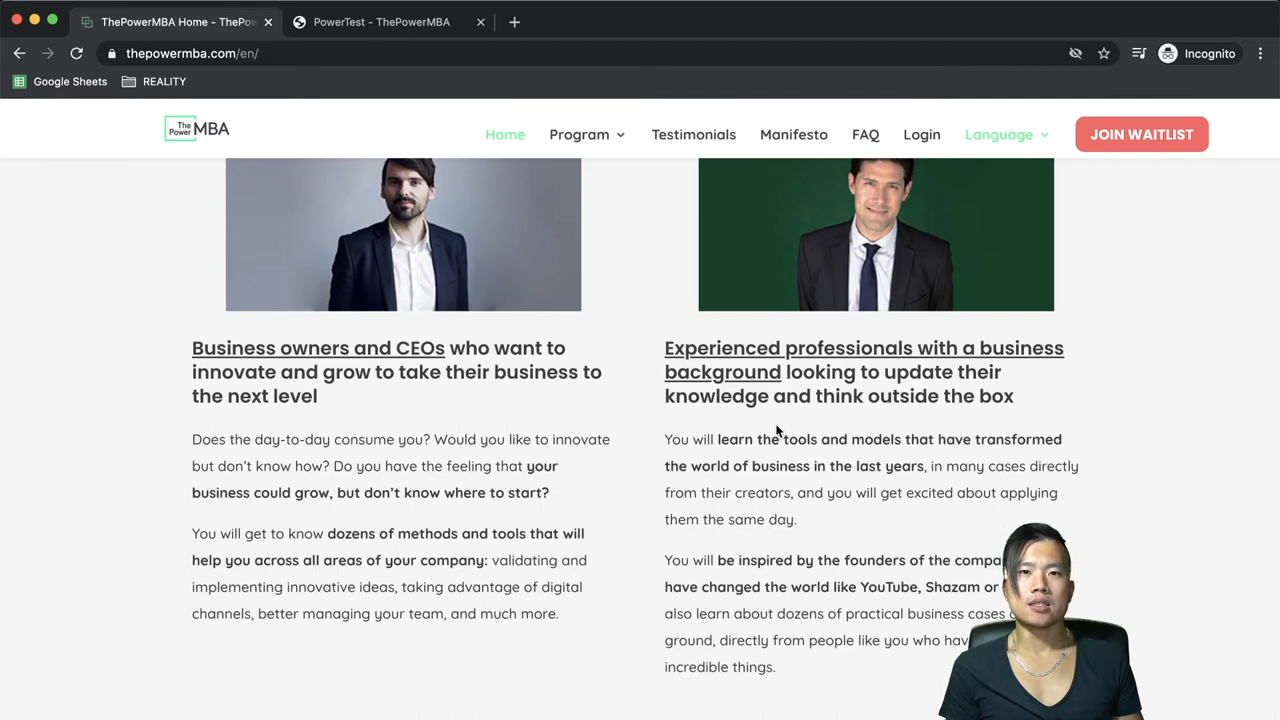 ThePowerMBA Home - ThePow
PowerTest - ThePowerMBA
thepowermba.com/en/
Incognito
Google Sheets
REALITY
The Power MBA
Home
Program
Testimonials
Manifesto
FAQ
Login
Language
JOIN WAITLIST
Business owners and CEOs who want to
innovate and grow to take their business to
the next level
Does the day-to-day consume you? Would you like to innovate
but don’t know how? Do you have the feeling that your
business could grow, but don’t know where to start?
You will get to know dozens of methods and tools that will
help you across all areas of your company: validating and
implementing innovative ideas, taking advantage of digital
channels, better managing your team, and much more.
Experienced professionals with a business
background looking to update their
knowledge and think outside the box
You will learn the tools and models that have transformed
the world of business in the last years, in many cases directly
from their creators, and you will get excited about applying
them the same day.
You will be inspired by the founders of the compa
have changed the world like YouTube, Shazam or
also learn about dozens of practical business cases
ground, directly from people like you who hav
incredible things.